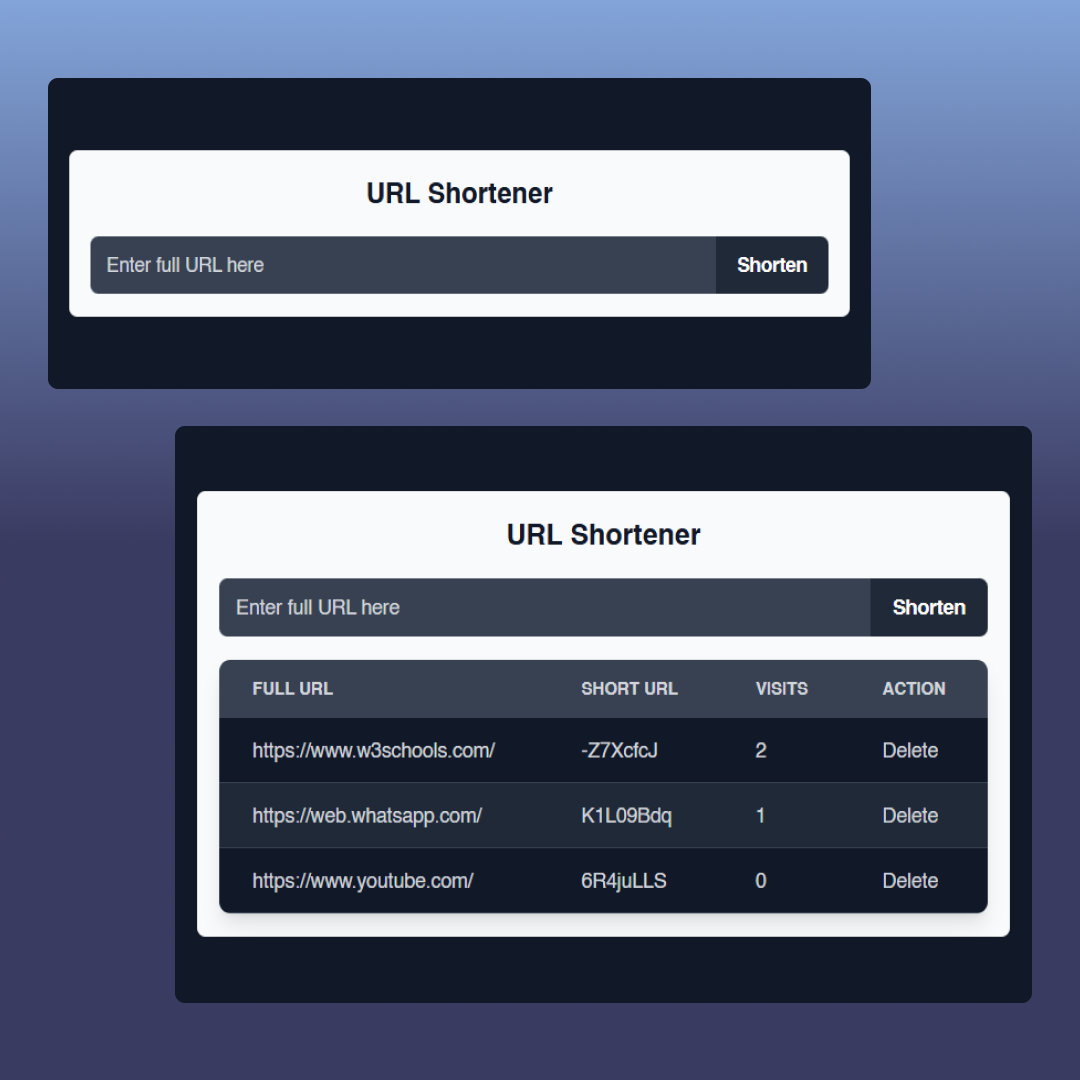 URL Shortener
Enter full URL here Shorten
URL Shortener
Enter full URL here Shorten
FULL URL SHORT URL VISITS ACTION
https://www.w3schools.com/ -Z7XcfcJ 2 Delete
https://web.whatsapp.com/ K1L09Bdq 1 Delete
https://www.youtube.com/ 6R4juLLS 0 Delete